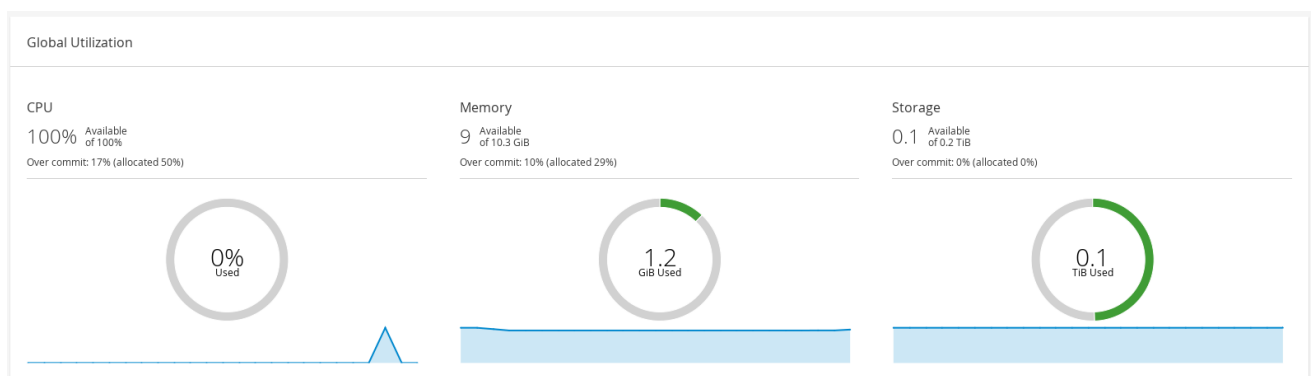 Global Utilization
CPU
100% Available
of 100%
Over commit: 17% (allocated 50%)
0%
Used
Memory
9 Available
of 10.3 GiB
Over commit: 10% (allocated 29%)
1.2
GiB Used
Storage
0.1 Available
of 0.2 TiB
Over commit: 0% (allocated 0%)
0.1
TiB Used